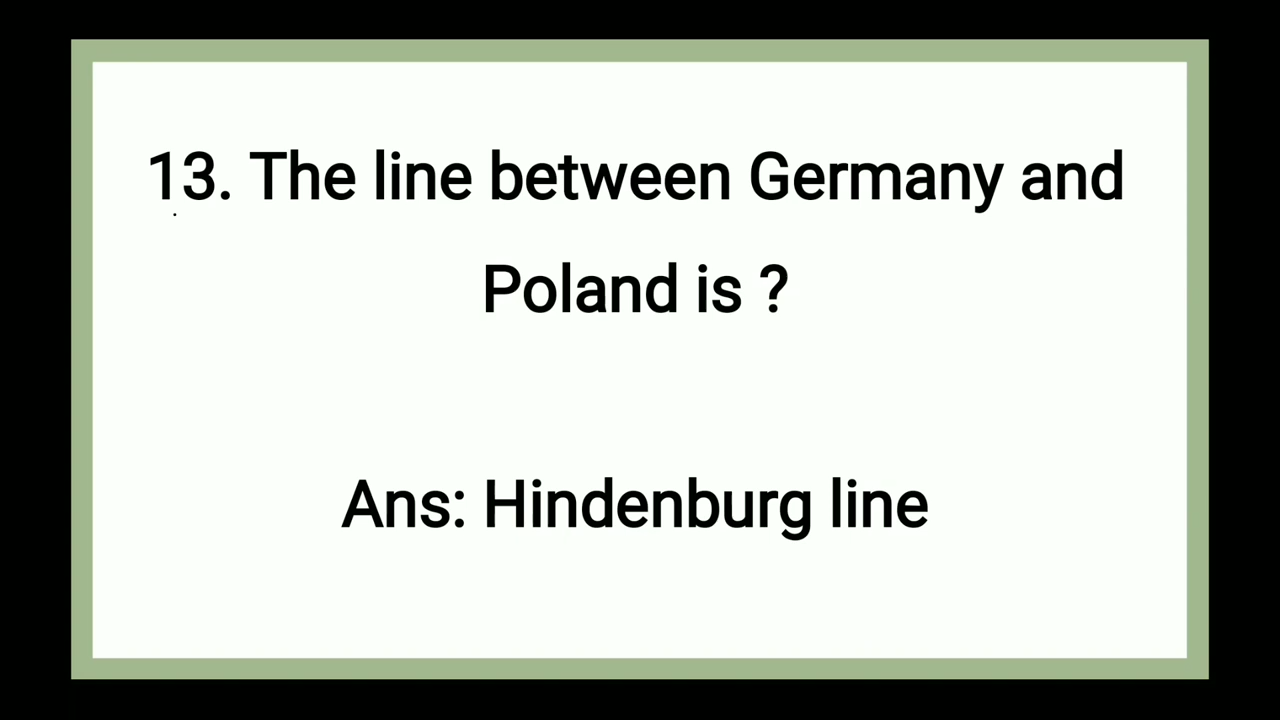 13. The line between Germany and
Poland is ?
Ans: Hindenburg line